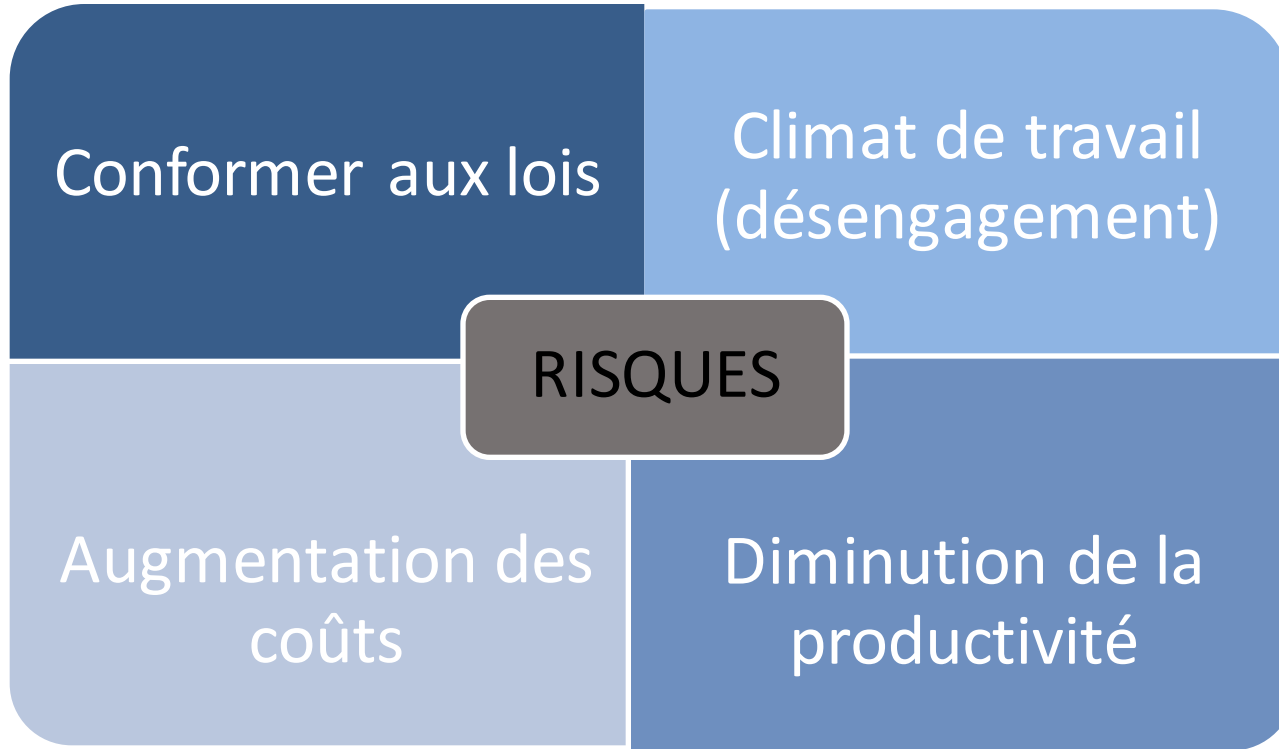 Conformer aux lois
Climat de travail
(désengagement)
RISQUES
Augmentation des
coûts
Diminution de la
productivité